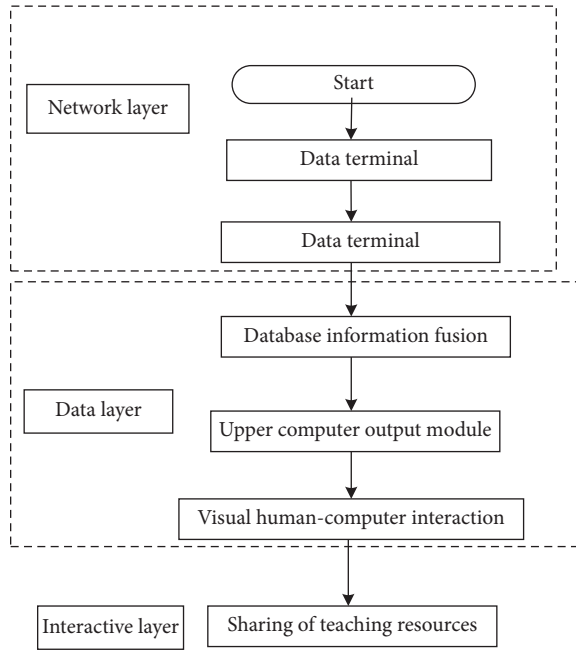 Start
Network layer
Data terminal
Data terminal
Database information fusion
Data layer
Upper computer output module
Visual human-computer interaction
Interactive layer
Sharing of teaching resources